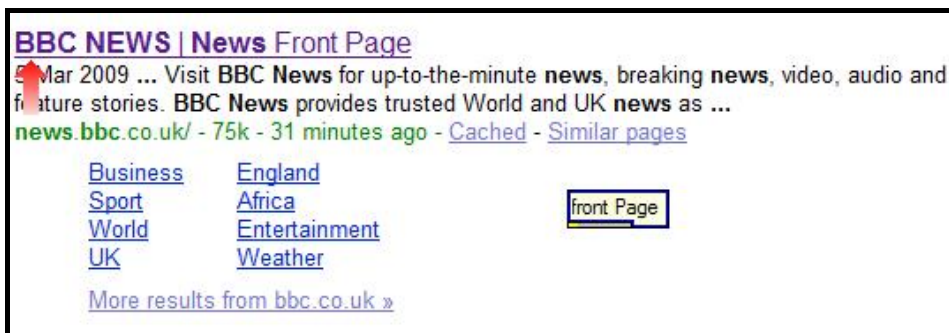 BBC NEWS | News Front Page
5 Mar 2009 ... Visit BBC News for up-to-the-minute news, breaking news, video, audio and
feature stories. BBC News provides trusted World and UK news as ...
news.bbc.co.uk/ - 75k - 31 minutes ago - Cached - Similar pages
Business England
Sport Africa
front Page
World Entertainment
UK Weather
More results from bbc.co.uk »